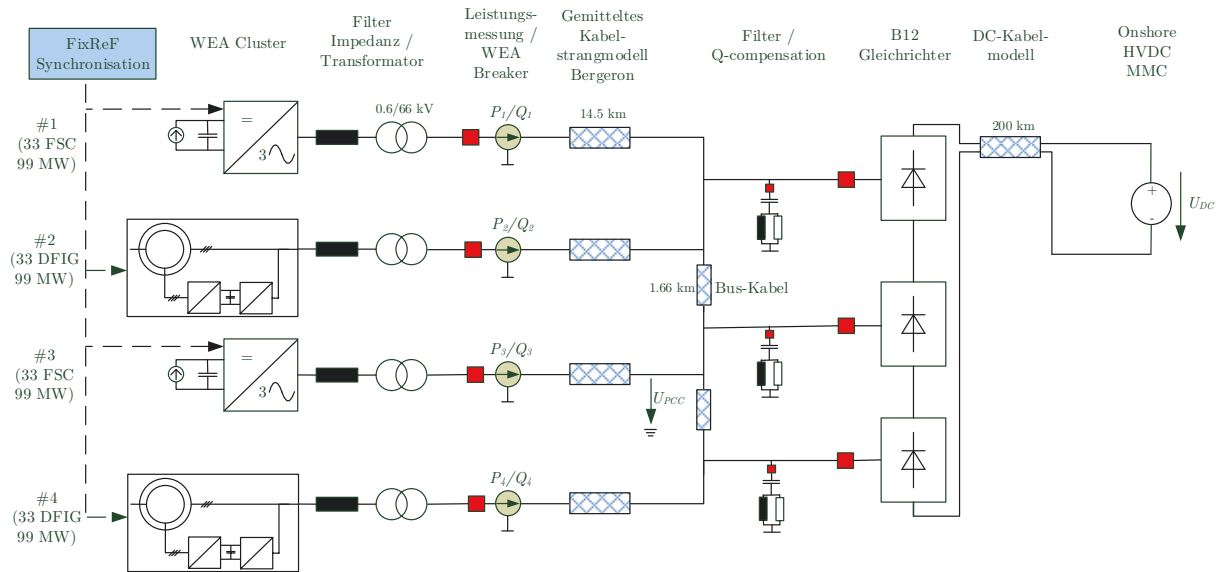 FixReF
Synchronisation
WEA Cluster
Filter
Impedanz /
Transformator
Leistungs-
messung /
WEA
Breaker
Gemitteltes
Kabel-
strangmodell
Bergeron
Filter /
Q-compensation
B12
Gleichrichter
DC-Kabel-
modell
Onshore
HVDC
MMC
#1
(33 FSC
99 MW)
=
3
0.6/66 kV
P1/Q1
14.5 km
200 km
+
-
UDC
#2
(33 DFIG
99 MW)
P2/Q2
1.66 km
Bus-Kabel
#3
(33 FSC
99 MW)
=
3
P3/Q3
UPCC
#4
(33 DFIG
99 MW)
P4/Q4